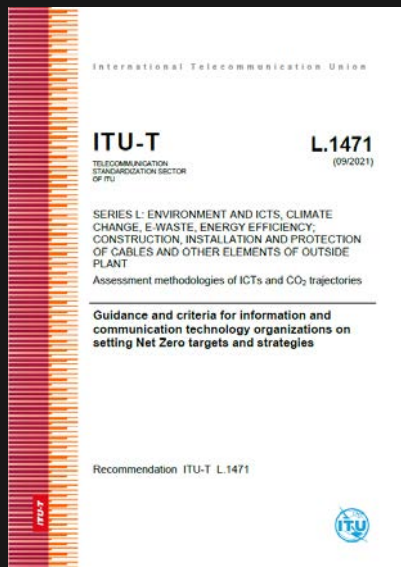 International Telecommunication Union
ITU-T
L.1471
TELECOMMUNICATION
(09/2021)
STANDARDIZATION SECTOR
OF ITU
SERIES L: ENVIRONMENT AND ICTS, CLIMATE
CHANGE, E-WASTE, ENERGY EFFICIENCY;
CONSTRUCTION, INSTALLATION AND PROTECTION
OF CABLES AND OTHER ELEMENTS OF OUTSIDE
PLANT
Assessment methodologies of ICTs and CO₂ trajectories
Guidance and criteria for information and
communication technology organizations on
setting Net Zero targets and strategies
Recommendation ITU-T L.1471
ITU-T
ITU